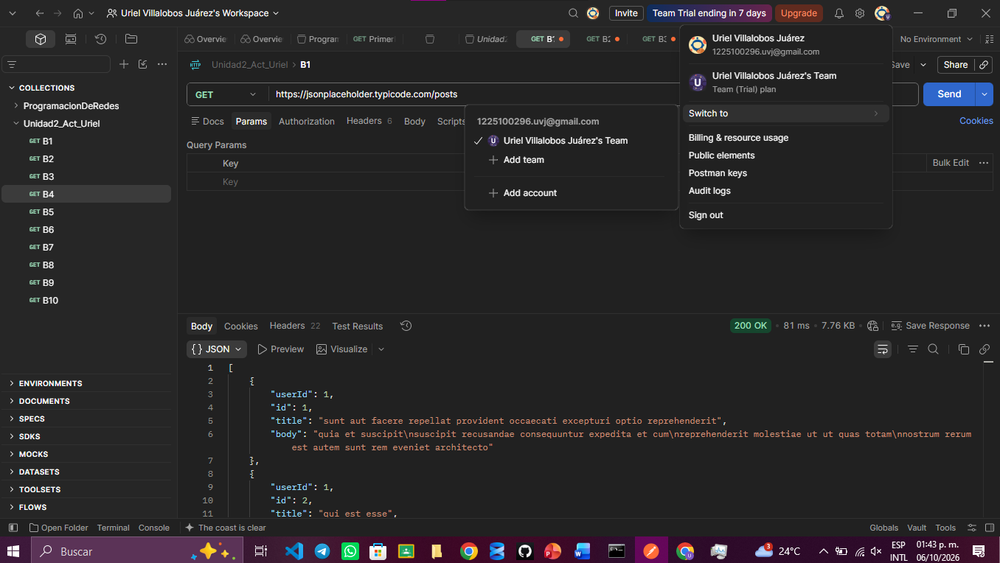 Uriel Villalobos Juárez's Workspace
Invite
Team Trial ending in 7 days
Upgrade
Overvie
Overvie
Program
GET Primer
Unidad2
GET B1
GET B2
GET B3
No Environment
Unidad2_Act_Uriel > B1
Save
Share
GET
https://jsonplaceholder.typicode.com/posts
Send
Docs
Params
Authorization
Headers 6
Body
Scripts
Cookies
Query Params
Key
Bulk Edit
Key
COLLECTIONS
ProgramacionDeRedes
Unidad2_Act_Uriel
GET B1
GET B2
GET B3
GET B4
GET B5
GET B6
GET B7
GET B8
GET B9
GET B10
ENVIRONMENTS
DOCUMENTS
SPECS
SDKS
MOCKS
DATASETS
TOOLSETS
FLOWS
1225100296.uvj@gmail.com
U Uriel Villalobos Juárez's Team
Add team
Add account
Uriel Villalobos Juárez
1225100296.uvj@gmail.com
U Uriel Villalobos Juárez's Team
Team (Trial) plan
Switch to
Billing & resource usage
Public elements
Postman keys
Audit logs
Sign out
Body
Cookies
Headers 22
Test Results
200 OK
81 ms
7.76 KB
e.g. Save Response
{} JSON
Preview
Visualize
1 [
2 {
3 "userId": 1,
4 "id": 1,
5 "title": "sunt aut facere repellat provident occaecati excepturi optio reprehenderit",
6 "body": "quia et suscipit\nsuscipit recusandae consequuntur expedita et cum\nreprehenderit molestiae ut ut quas totam\nnostrum rerum
est autem sunt rem eveniet architecto"
7 },
8 {
9 "userId": 1,
10 "id": 2,
11 "title": "qui est esse",
Open Folder
Terminal
Console
The coast is clear
Globals
Vault
Tools
Buscar
3
24°C
ESP
INTL
01:43 p. m.
06/10/2026